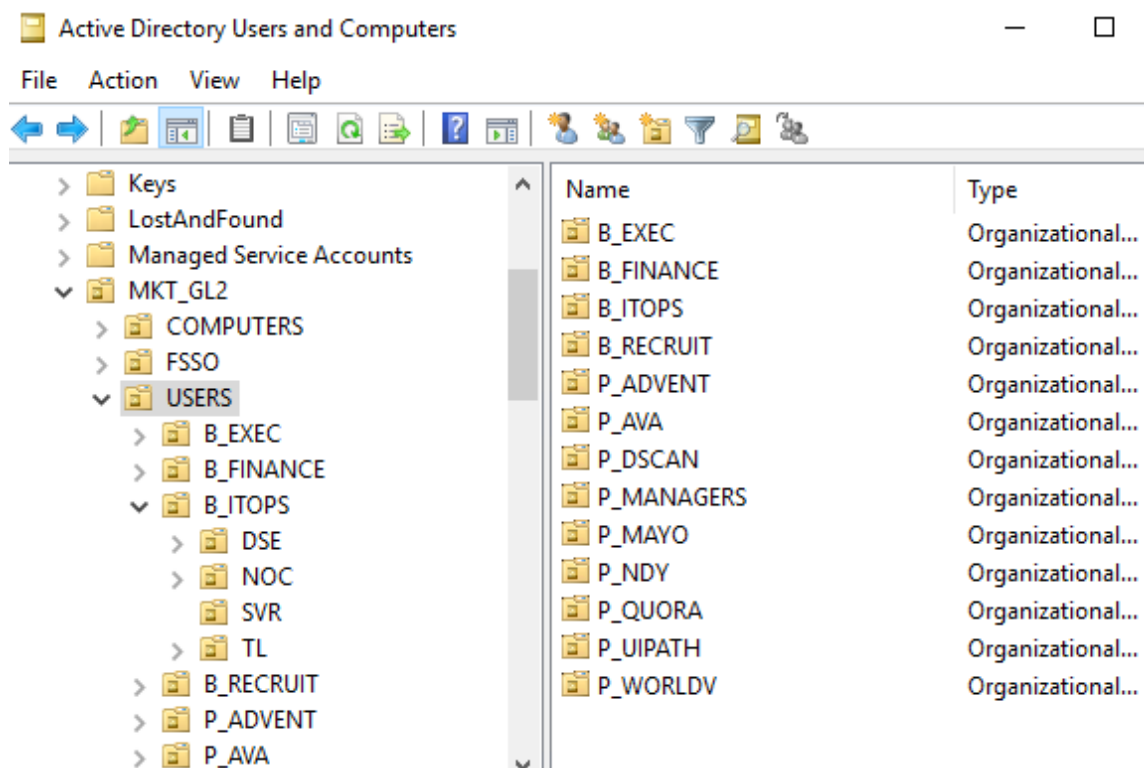 Active Directory Users and Computers
File Action View Help
Keys
LostAndFound
Managed Service Accounts
MKT_GL2
COMPUTERS
FSSO
USERS
B_EXEC
B_FINANCE
B_ITOPS
DSE
NOC
SVR
TL
B_RECRUIT
P_ADVENT
P_AVA
Name Type
B_EXEC Organizational...
B_FINANCE Organizational...
B_ITOPS Organizational...
B_RECRUIT Organizational...
P_ADVENT Organizational...
P_AVA Organizational...
P_DSCAN Organizational...
P_MANAGERS Organizational...
P_MAYO Organizational...
P_NDY Organizational...
P_QUORA Organizational...
P_UIPATH Organizational...
P_WORLDV Organizational...